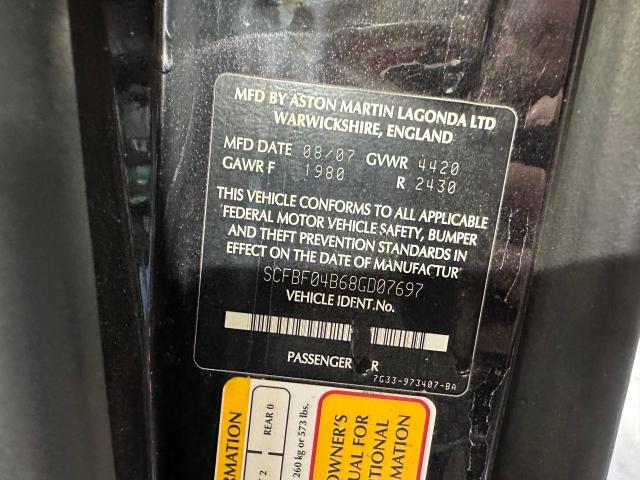 MFD BY ASTON MARTIN LAGONDA LTD
WARWICKSHIRE, ENGLAND
MFD DATE 08/07 GVWR 4420
GAWR F 1980 R 2430
THIS VEHICLE CONFORMS TO ALL APPLICABLE
FEDERAL MOTOR VEHICLE SAFETY, BUMPER
AND THEFT PREVENTION STANDARDS IN
EFFECT ON THE DATE OF MANUFACTUR
SCFBF04B68GD07697
VEHICLE IDENT.No.
PASSENGER R
7G33-973407-BA
RMATION
2 REAR 0
260 kg or 573 lbs.
OWNER'S
UAL FOR
TIONAL
RMATION